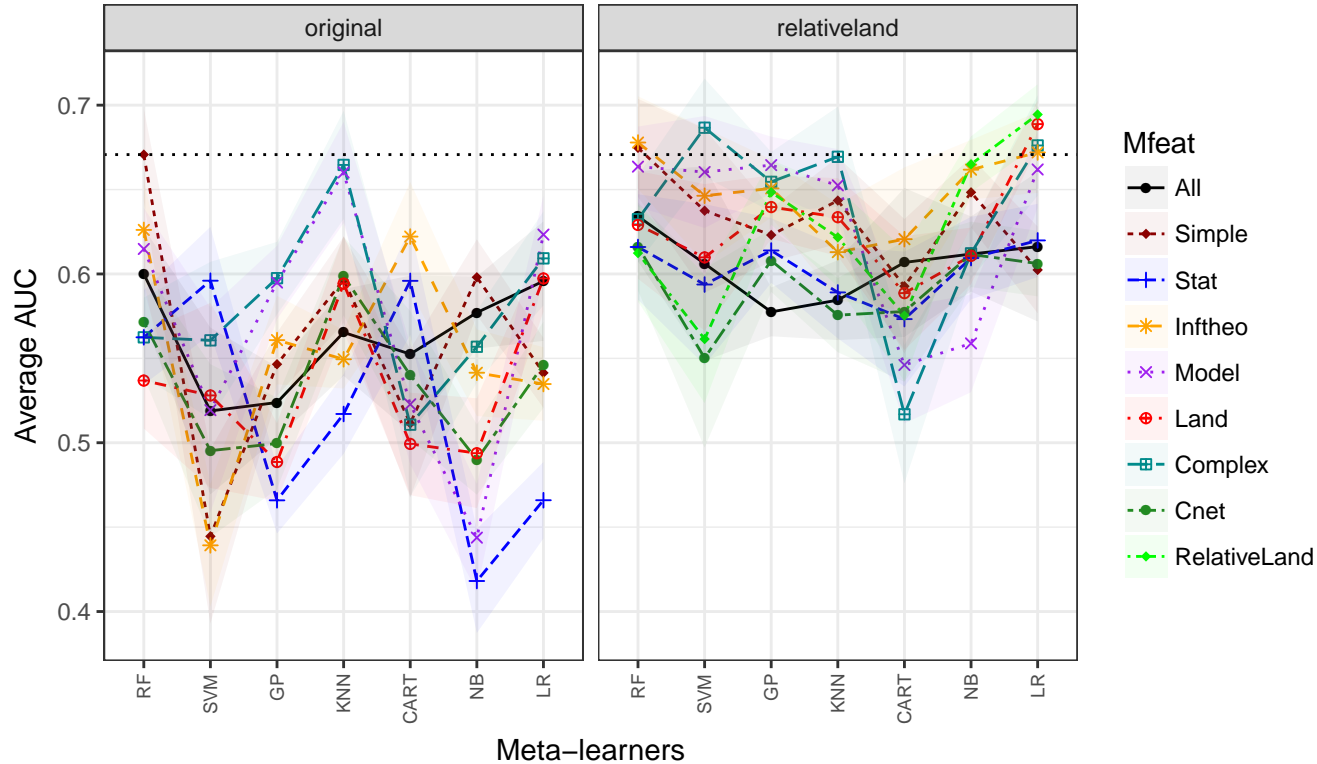 original
relativeland
0.7
0.6
0.5
0.4
Average AUC
RF
SVM
GP
KNN
CART
NB
LR
RF
SVM
GP
KNN
CART
NB
LR
Meta−learners
Mfeat
All
Simple
Stat
Inftheo
Model
Land
Complex
Cnet
RelativeLand